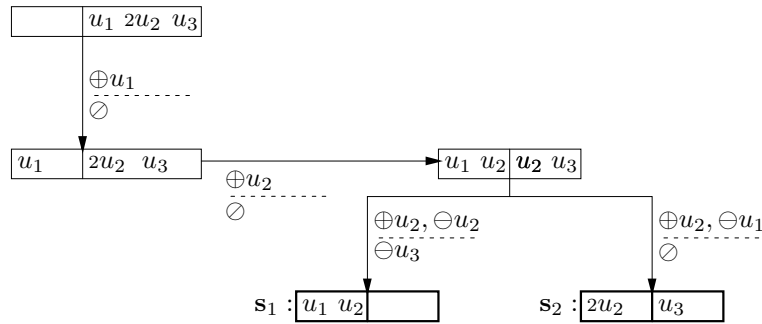 u₁ 2u₂ u₃
⊕u₁
⊘
u₁ 2u₂ u₃
⊕u₂
⊘
u₁ u₂ u₂ u₃
⊕u₂, ⊖u₂
⊖u₃
⊕u₂, ⊖u₁
⊘
s₁ : u₁ u₂
s₂ : 2u₂ u₃